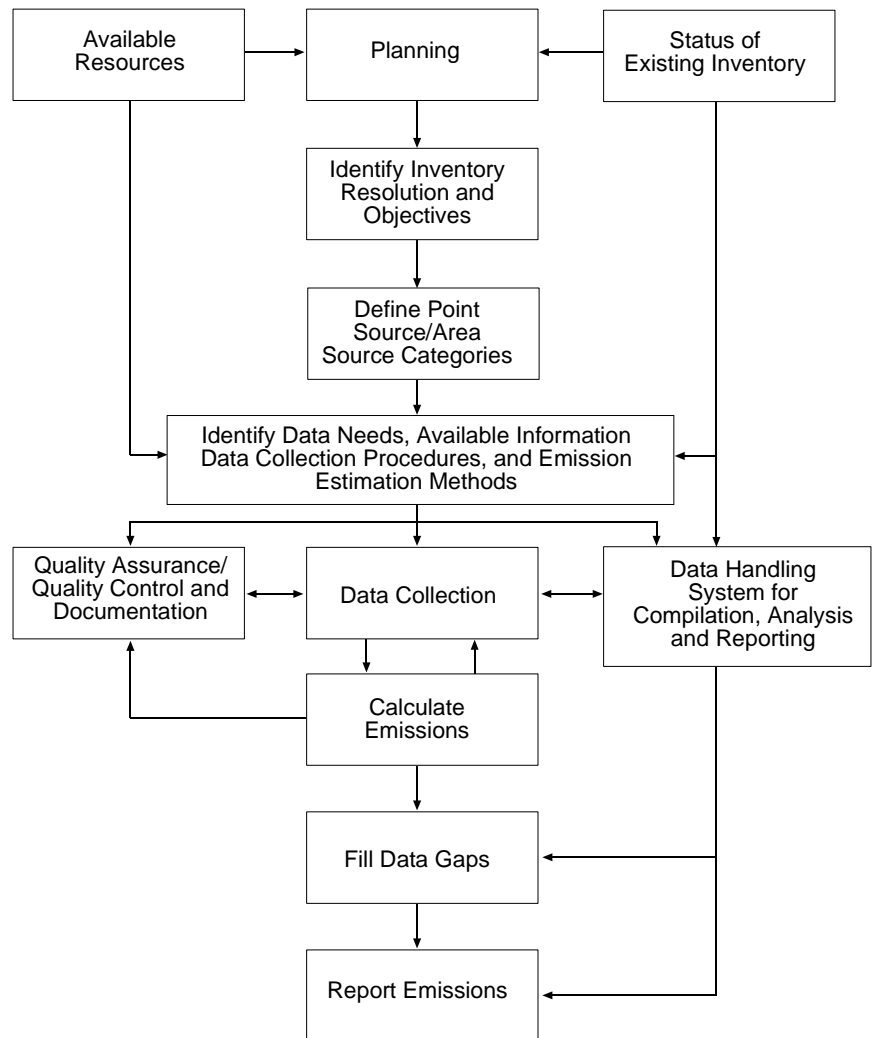 Available
Resources
Planning
Status of
Existing Inventory
Identify Inventory
Resolution and
Objectives
Define Point
Source/Area
Source Categories
Identify Data Needs, Available Information
Data Collection Procedures, and Emission
Estimation Methods
Quality Assurance/
Quality Control and
Documentation
Data Collection
Data Handling
System for
Compilation, Analysis
and Reporting
Calculate
Emissions
Fill Data Gaps
Report Emissions